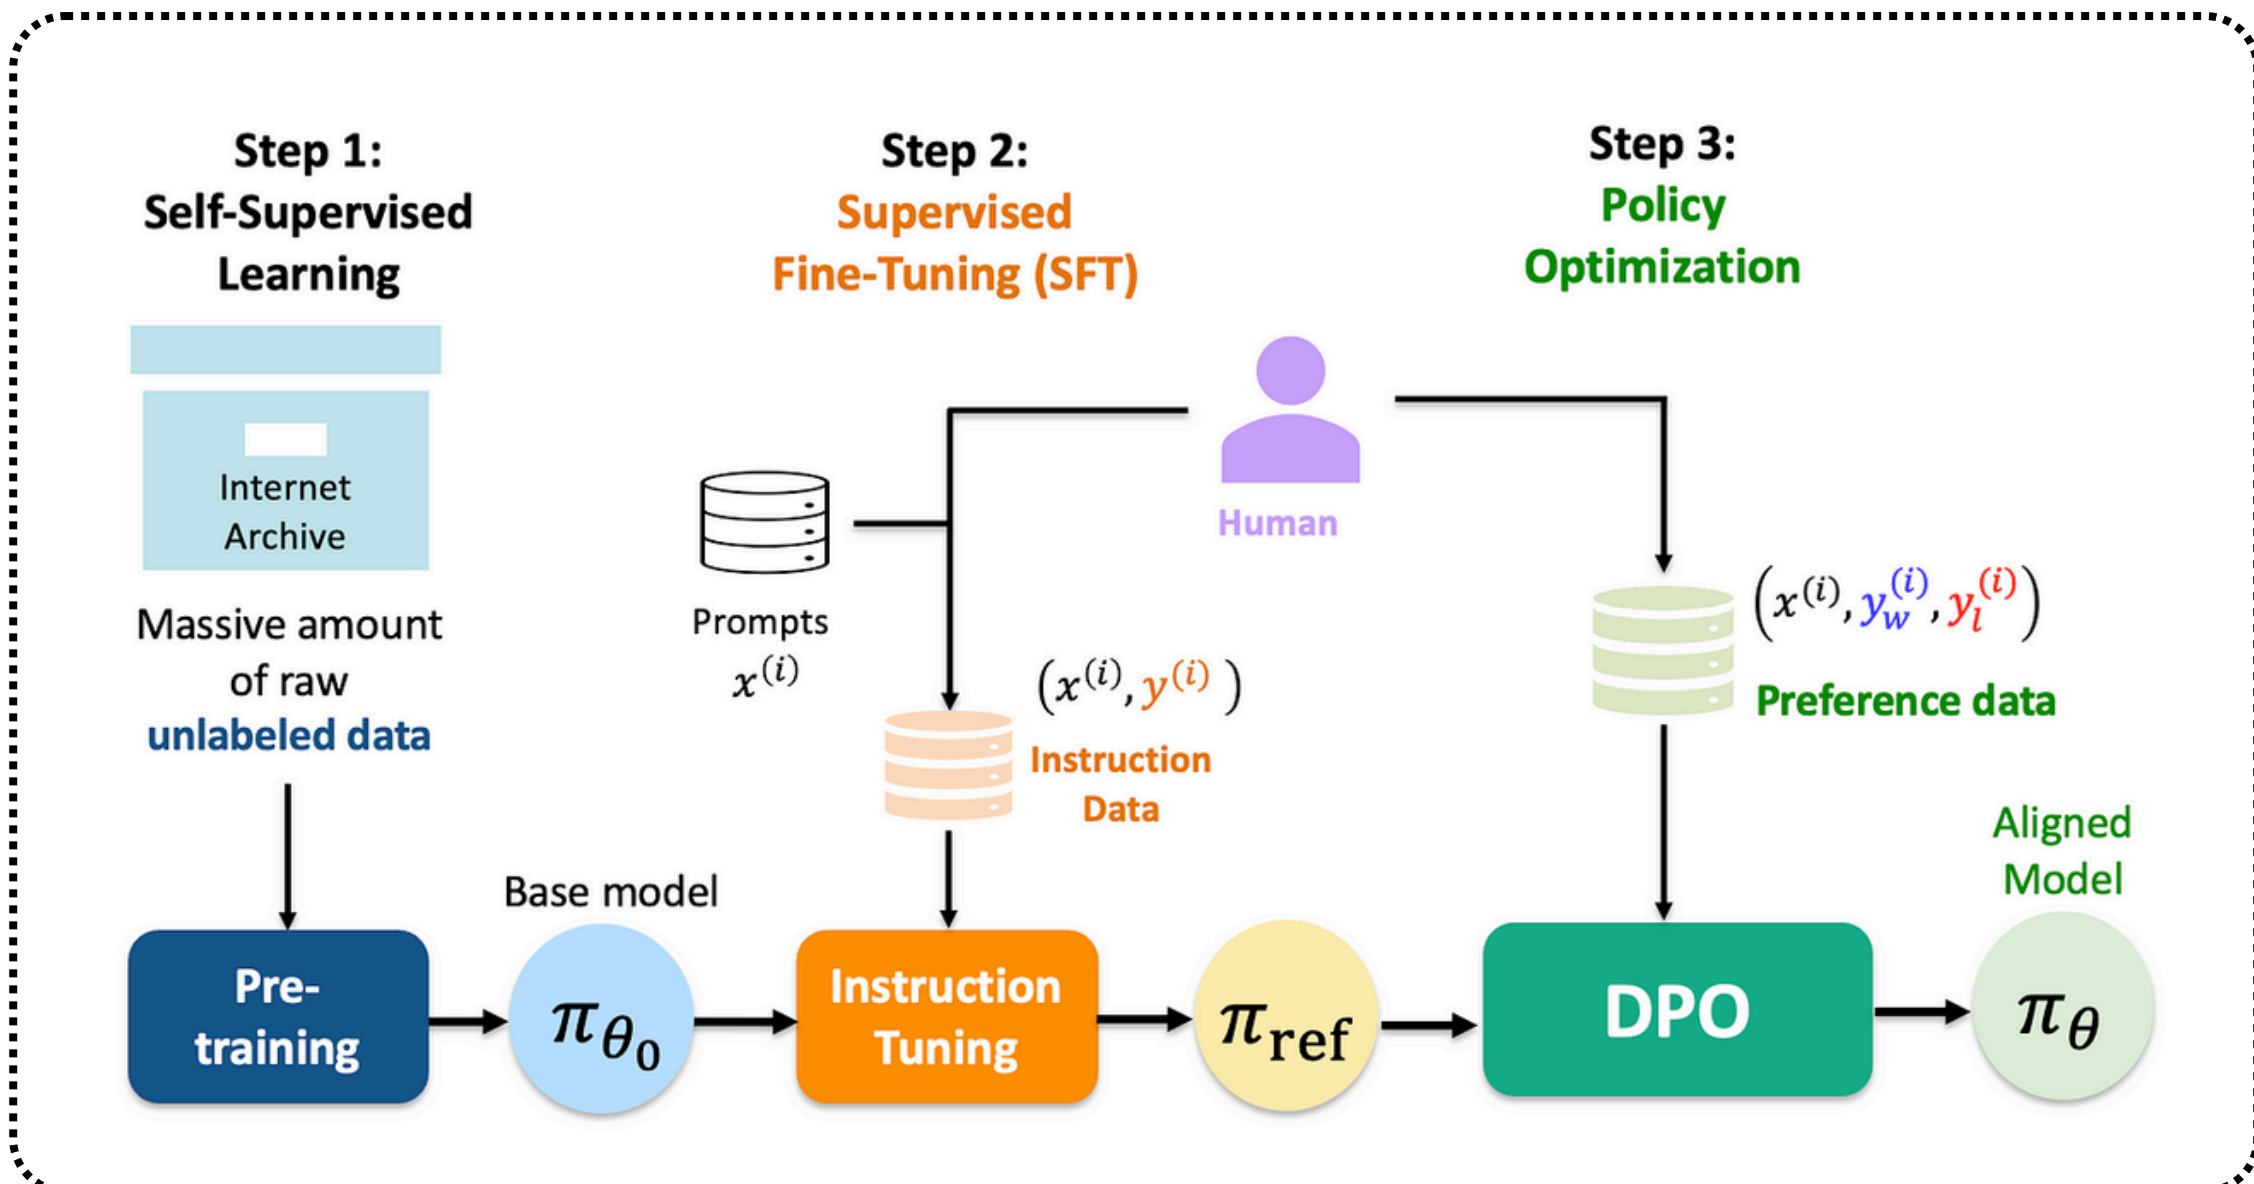 Step 1:
Self-Supervised
Learning
Internet
Archive
Massive amount
of raw
unlabeled data
Pre-
training
Base model
π_θ₀
Step 2:
Supervised
Fine-Tuning (SFT)
Prompts
x^(i)
Human
(x^(i), y^(i))
Instruction
Data
Instruction
Tuning
π_ref
Step 3:
Policy
Optimization
(x^(i), y_w^(i), y_l^(i))
Preference data
DPO
Aligned
Model
π_θ